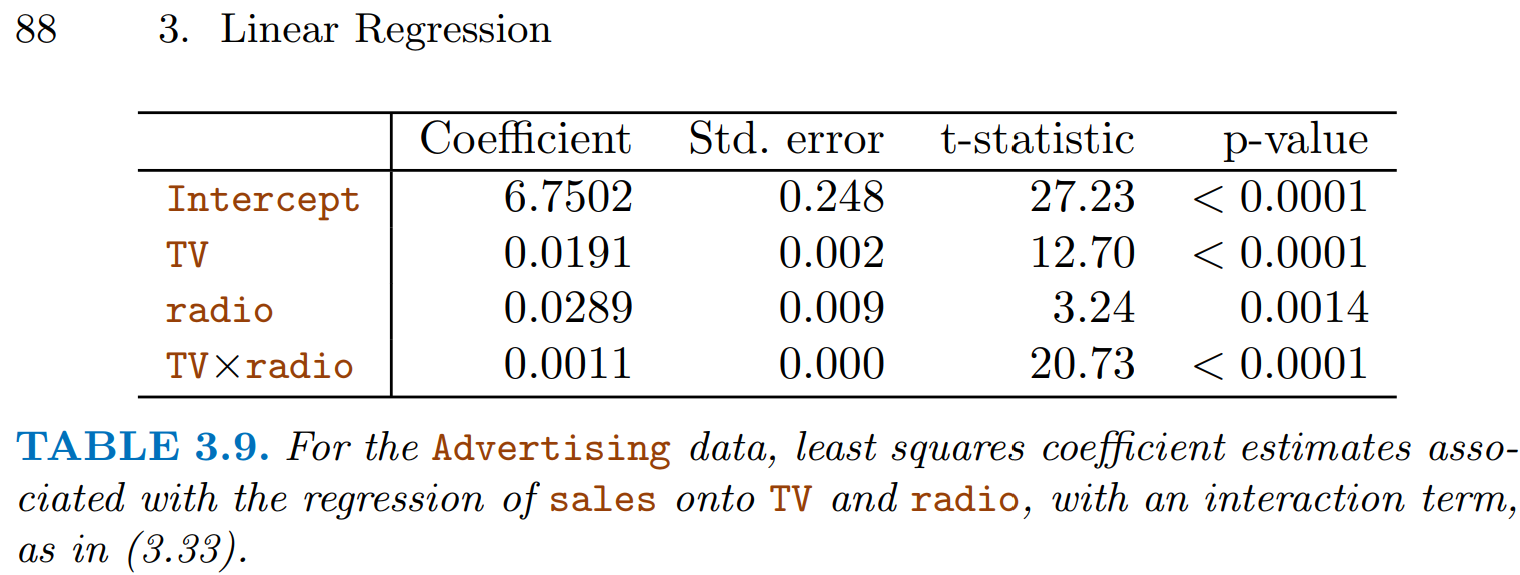 88 3. Linear Regression
Coefficient Std. error t-statistic p-value
Intercept 6.7502 0.248 27.23 < 0.0001
TV 0.0191 0.002 12.70 < 0.0001
radio 0.0289 0.009 3.24 0.0014
TV×radio 0.0011 0.000 20.73 < 0.0001
TABLE 3.9. For the Advertising data, least squares coefficient estimates asso-
ciated with the regression of sales onto TV and radio, with an interaction term,
as in (3.33).